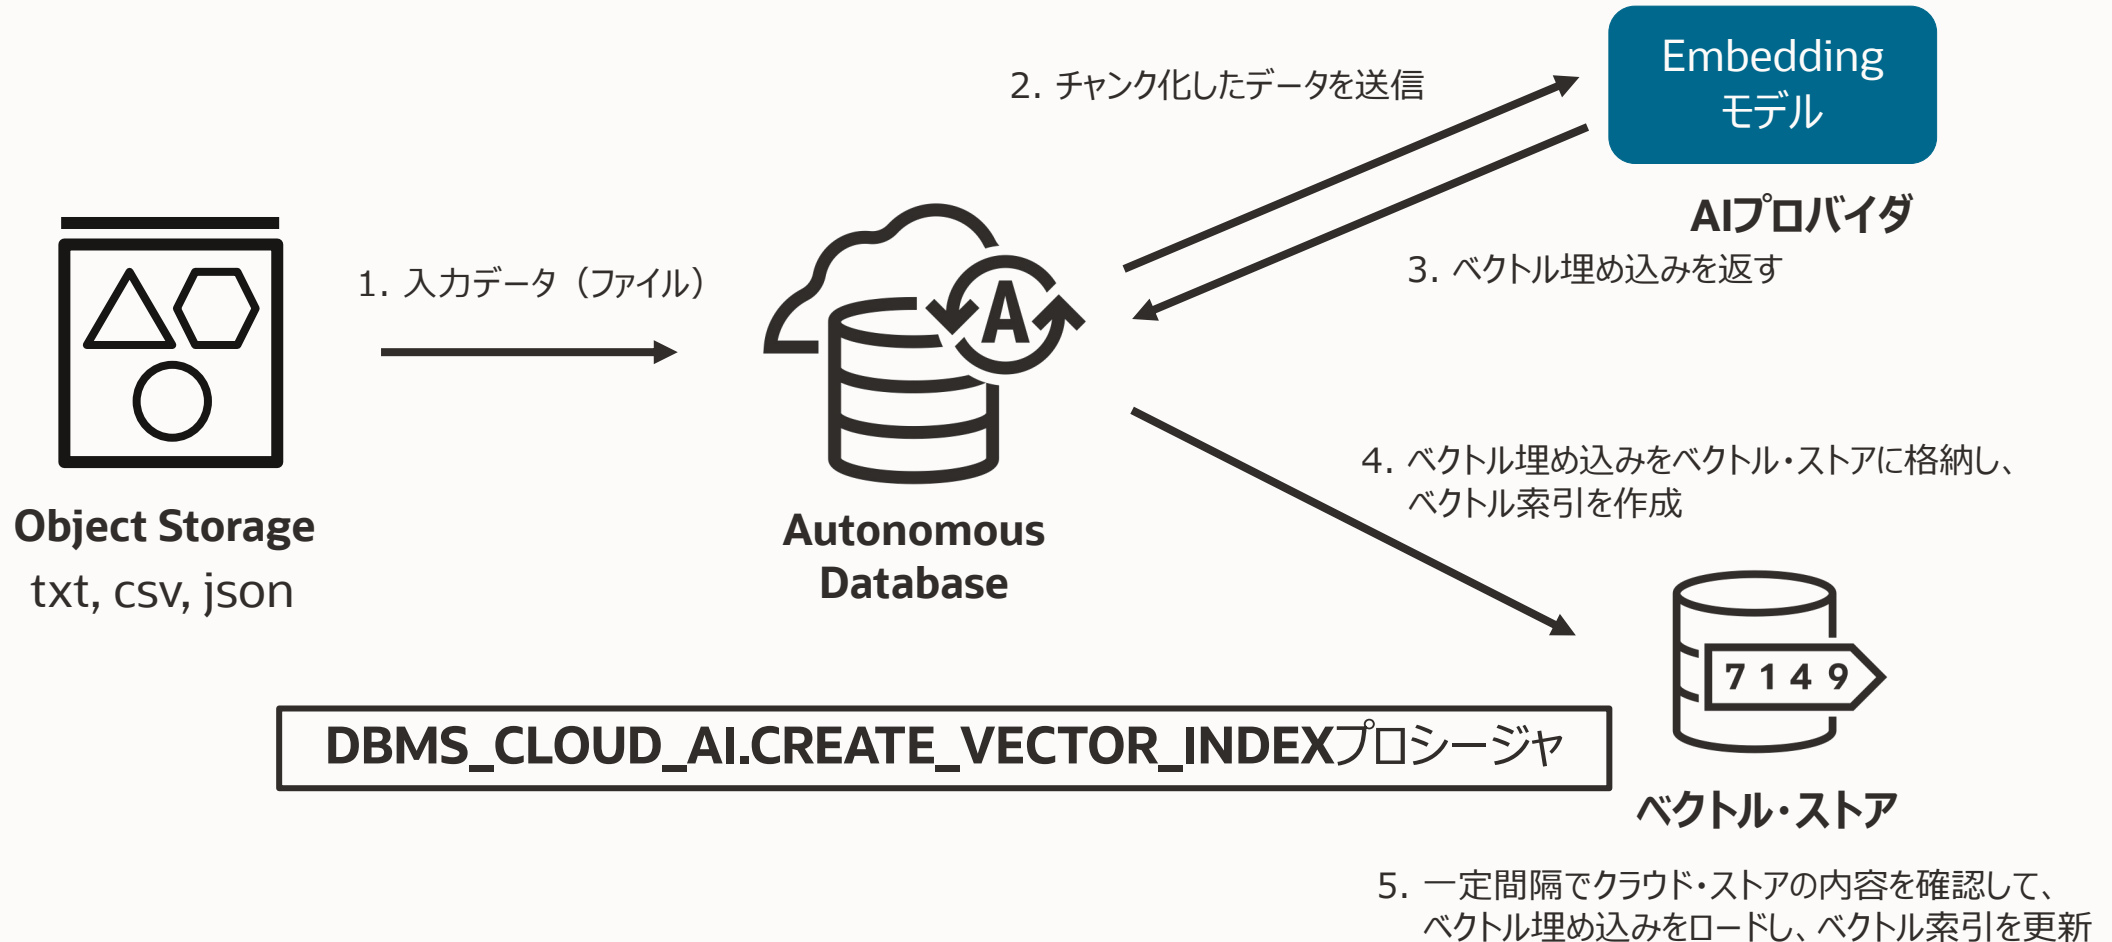 Embedding
モデル
AIプロバイダ
2. チャンク化したデータを送信
3. ベクトル埋め込みを返す
1. 入力データ（ファイル）
A
Object Storage
txt, csv, json
Autonomous
Database
4. ベクトル埋め込みをベクトル・ストアに格納し、
ベクトル索引を作成
7 1 4 9
DBMS_CLOUD_AI.CREATE_VECTOR_INDEXプロシージャ
ベクトル・ストア
5. 一定間隔でクラウド・ストアの内容を確認して、
ベクトル埋め込みをロードし、ベクトル索引を更新